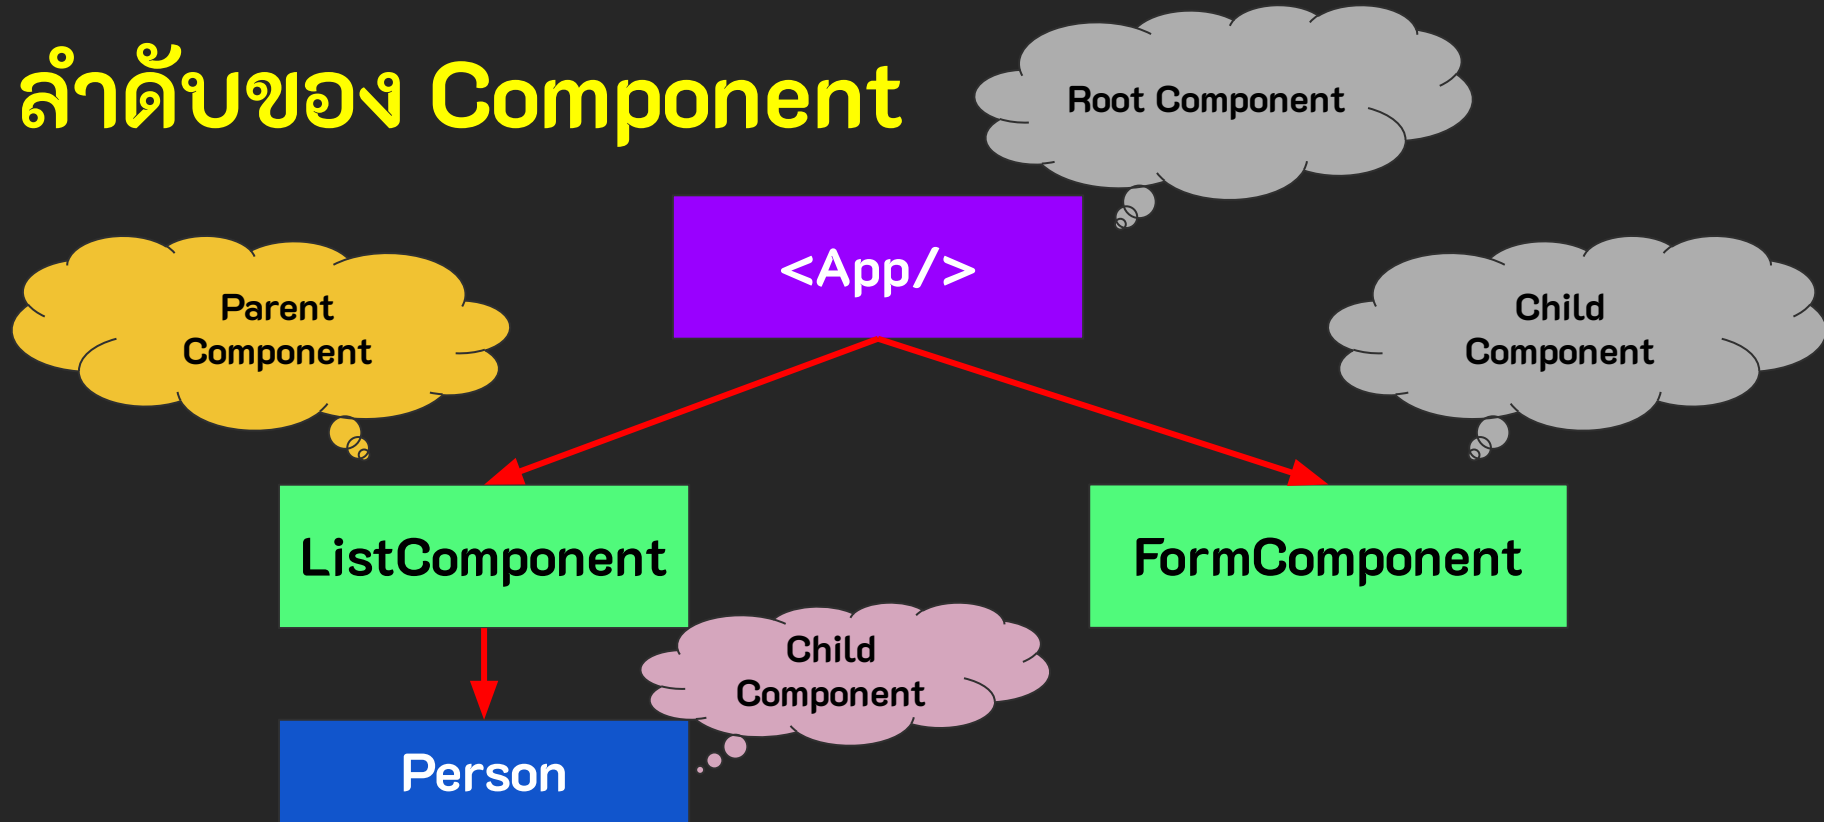 ลำดับของ Component
Root Component
<App/>
Parent
Component
Child
Component
ListComponent
FormComponent
Child
Component
Person